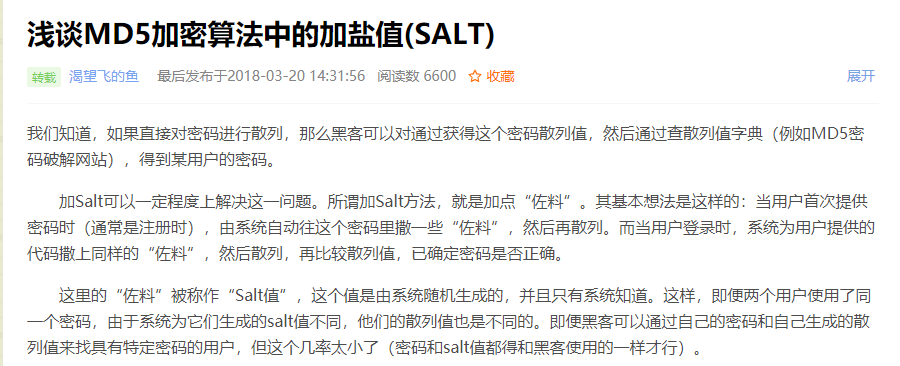 浅谈MD5加密算法中的加盐值(SALT)
转载 渴望飞的鱼 最后发布于2018-03-20 14:31:56 阅读数 6600 ☆ 收藏 展开
我们知道，如果直接对密码进行散列，那么黑客可以对通过获得这个密码散列值，然后通过查散列值字典（例如MD5密
码破解网站），得到某用户的密码。
加Salt可以一定程度上解决这一问题。所谓加Salt方法，就是加点“佐料”。其基本想法是这样的：当用户首次提供
密码时（通常是注册时），由系统自动往这个密码里撒一些“佐料”，然后再散列。而当用户登录时，系统为用户提供的
代码撒上同样的“佐料”，然后散列，再比较散列值，已确定密码是否正确。
这里的“佐料”被称作“Salt值”，这个值是由系统随机生成的，并且只有系统知道。这样，即便两个用户使用了同
一个密码，由于系统为它们生成的salt值不同，他们的散列值也是不同的。即便黑客可以通过自己的密码和自己生成的散
列值来找具有特定密码的用户，但这个几率太小了（密码和salt值都得和黑客使用的一样才行）。